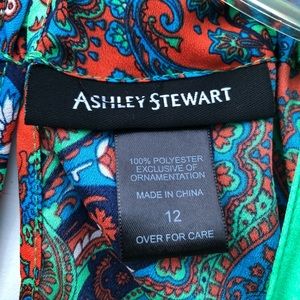 ASHLEY STEWART
100% POLYESTER
EXCLUSIVE OF
ORNAMENTATION
MADE IN CHINA
12
OVER FOR CARE